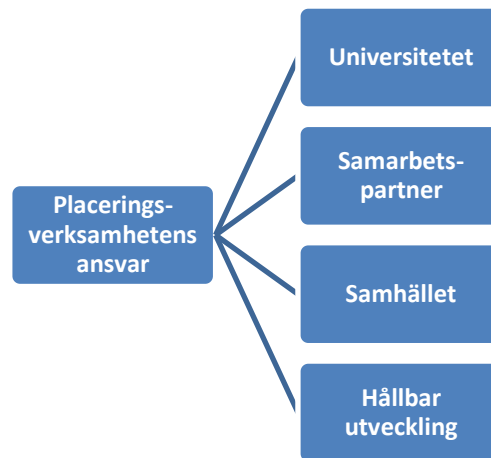 Universitetet
Samarbets-
partner
Placerings-
verksamhetens
ansvar
Samhället
Hållbar
utveckling